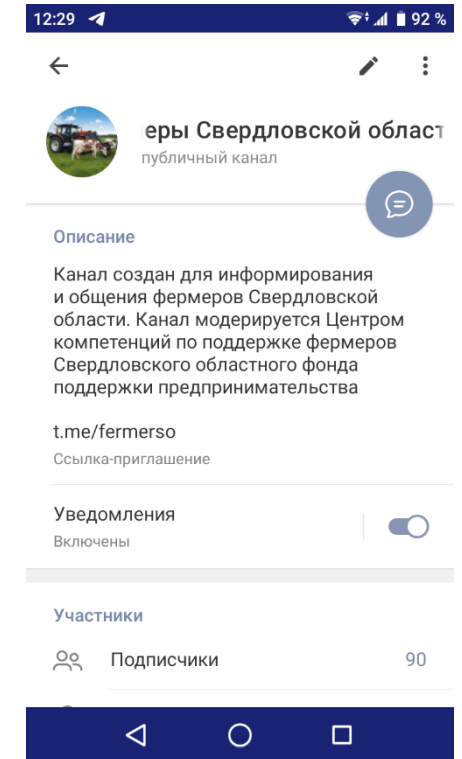 12:29 92 %
еры Свердловской област
публичный канал
Описание
Канал создан для информирования
и общения фермеров Свердловской
области. Канал модерируется Центром
компетенций по поддержке фермеров
Свердловского областного фонда
поддержки предпринимательства
t.me/fermerso
Ссылка-приглашение
Уведомления
Включены
Участники
Подписчики 90